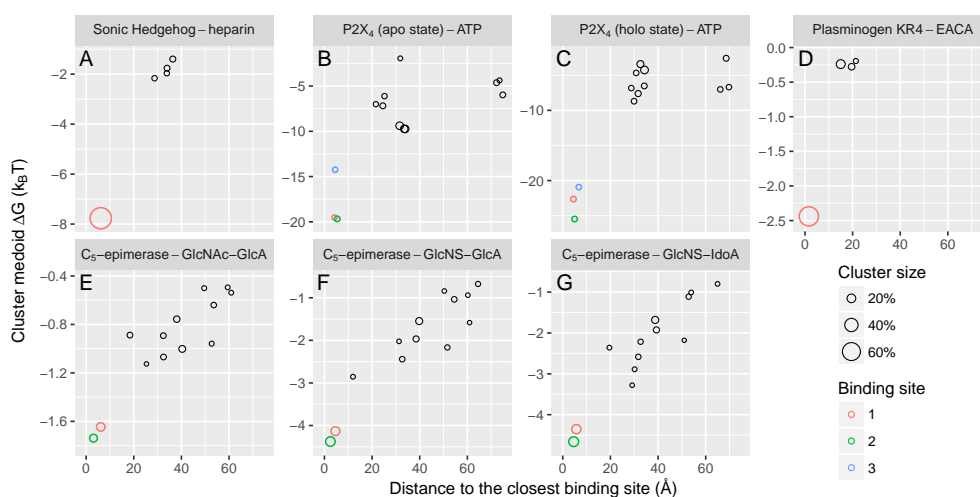 Sonic Hedgehog – heparin
P2X4 (apo state) – ATP
P2X4 (holo state) – ATP
Plasminogen KR4 – EACA
A
B
C
D
−2
−4
−6
−8
−5
−10
−15
−20
−10
−20
0.0
−0.5
−1.0
−1.5
−2.0
−2.5
0 20 40 60
C5−epimerase – GlcNAc−GlcA
C5−epimerase – GlcNS−GlcA
C5−epimerase – GlcNS−IdoA
E
F
G
−0.4
−0.8
−1.2
−1.6
−1
−2
−3
−4
−1
−2
−3
−4
0 20 40 60
0 20 40 60
0 20 40 60
Cluster medoid ΔG (kBT)
Distance to the closest binding site (Å)
Cluster size
20%
40%
60%
Binding site
1
2
3